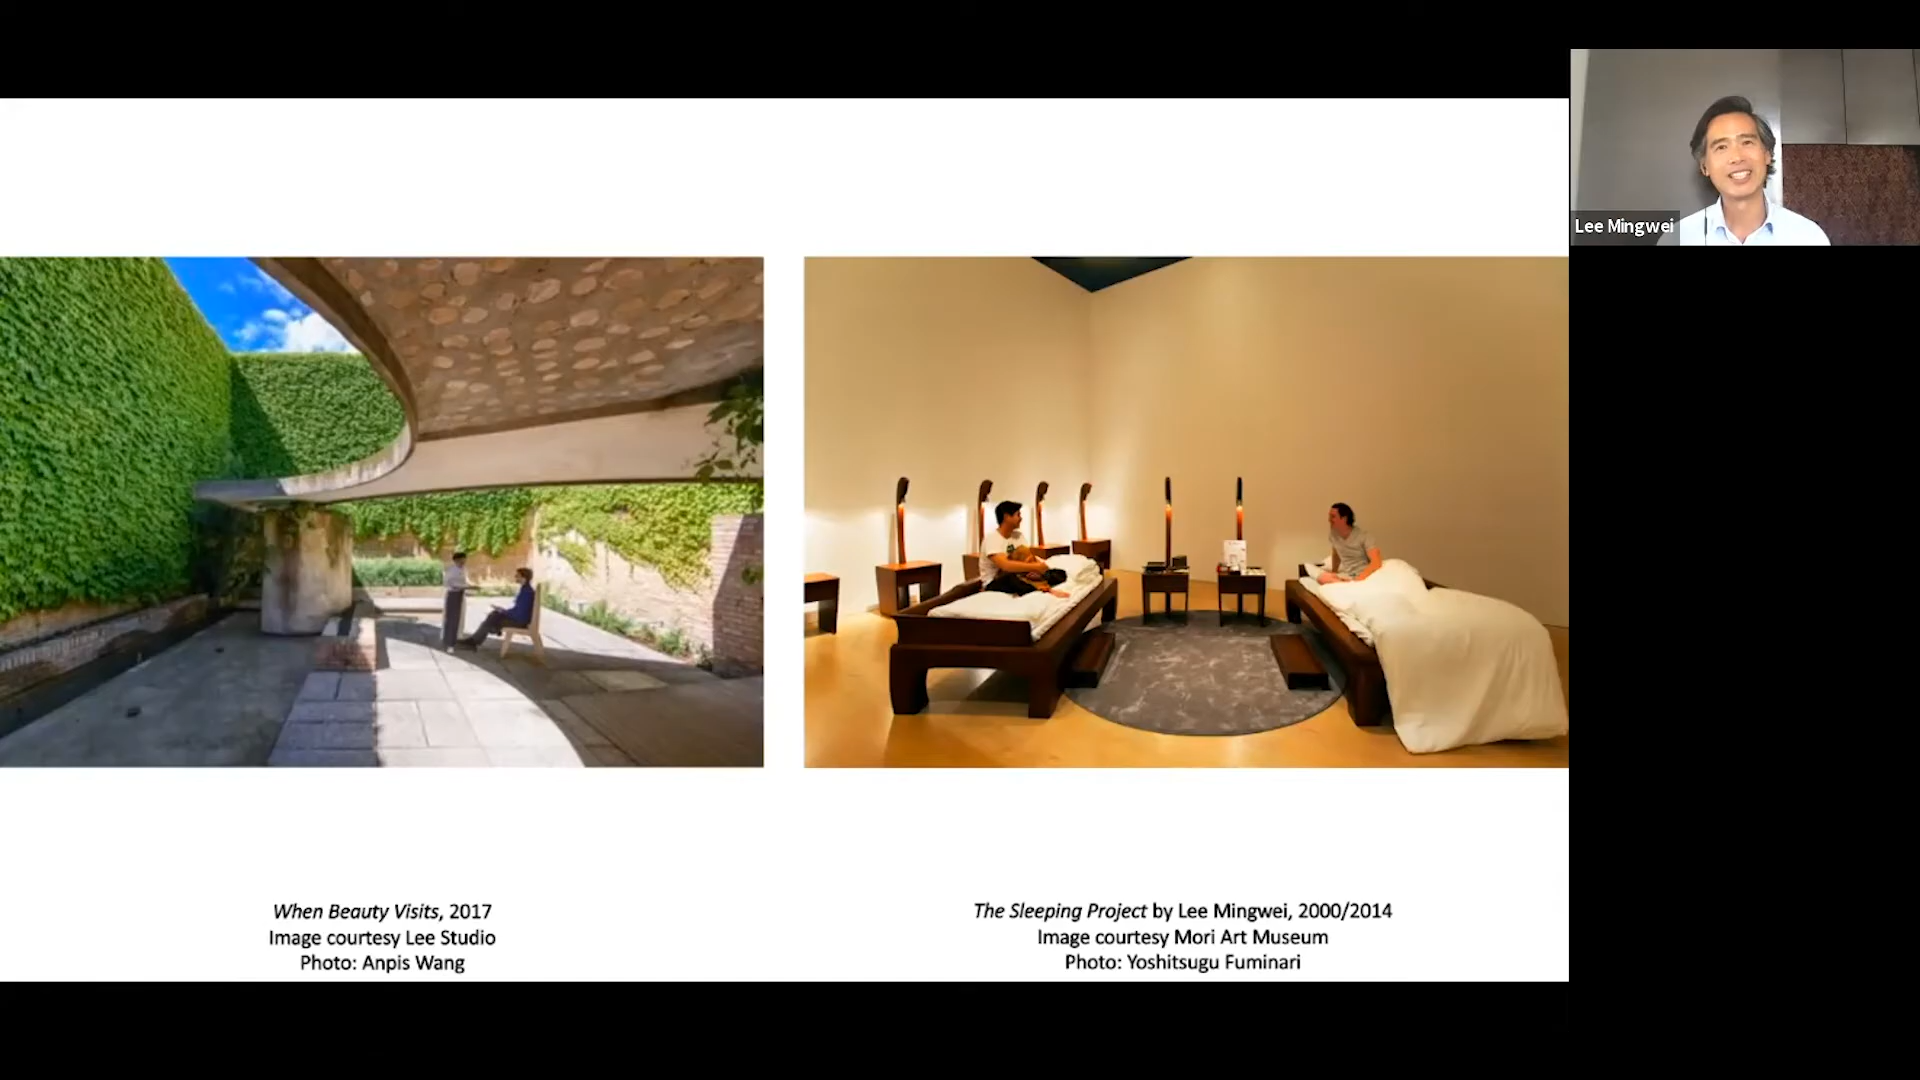 Lee Mingwei
When Beauty Visits, 2017
Image courtesy Lee Studio
Photo: Anpis Wang
The Sleeping Project by Lee Mingwei, 2000/2014
Image courtesy Mori Art Museum
Photo: Yoshitsugu Fuminari